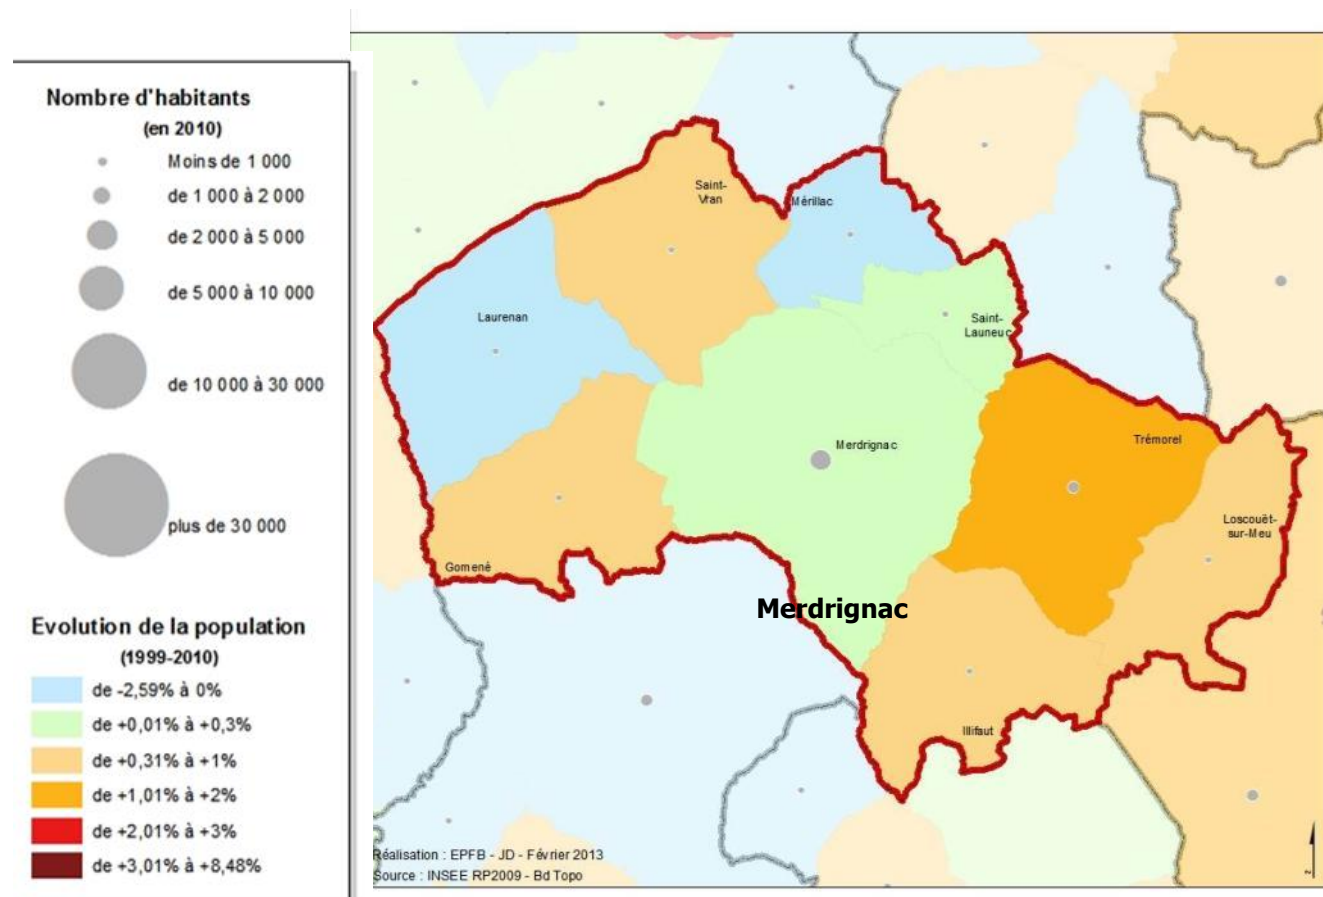 Nombre d'habitants
(en 2010)
Moins de 1 000
de 1 000 à 2 000
de 2 000 à 5 000
de 5 000 à 10 000
de 10 000 à 30 000
plus de 30 000
Evolution de la population
(1999-2010)
de -2,59% à 0%
de +0,01% à +0,3%
de +0,31% à +1%
de +1,01% à +2%
de +2,01% à +3%
de +3,01% à +8,48%
Saint-
Vran
Mérillac
Laurenan
Saint-
Launeuc
Merdrignac
Trémorel
Loscouët-
sur-Meu
Gomené
Merdrignac
Illifaut
Réalisation : EPFB - JD - Février 2013
Source : INSEE RP2009 - Bd Topo